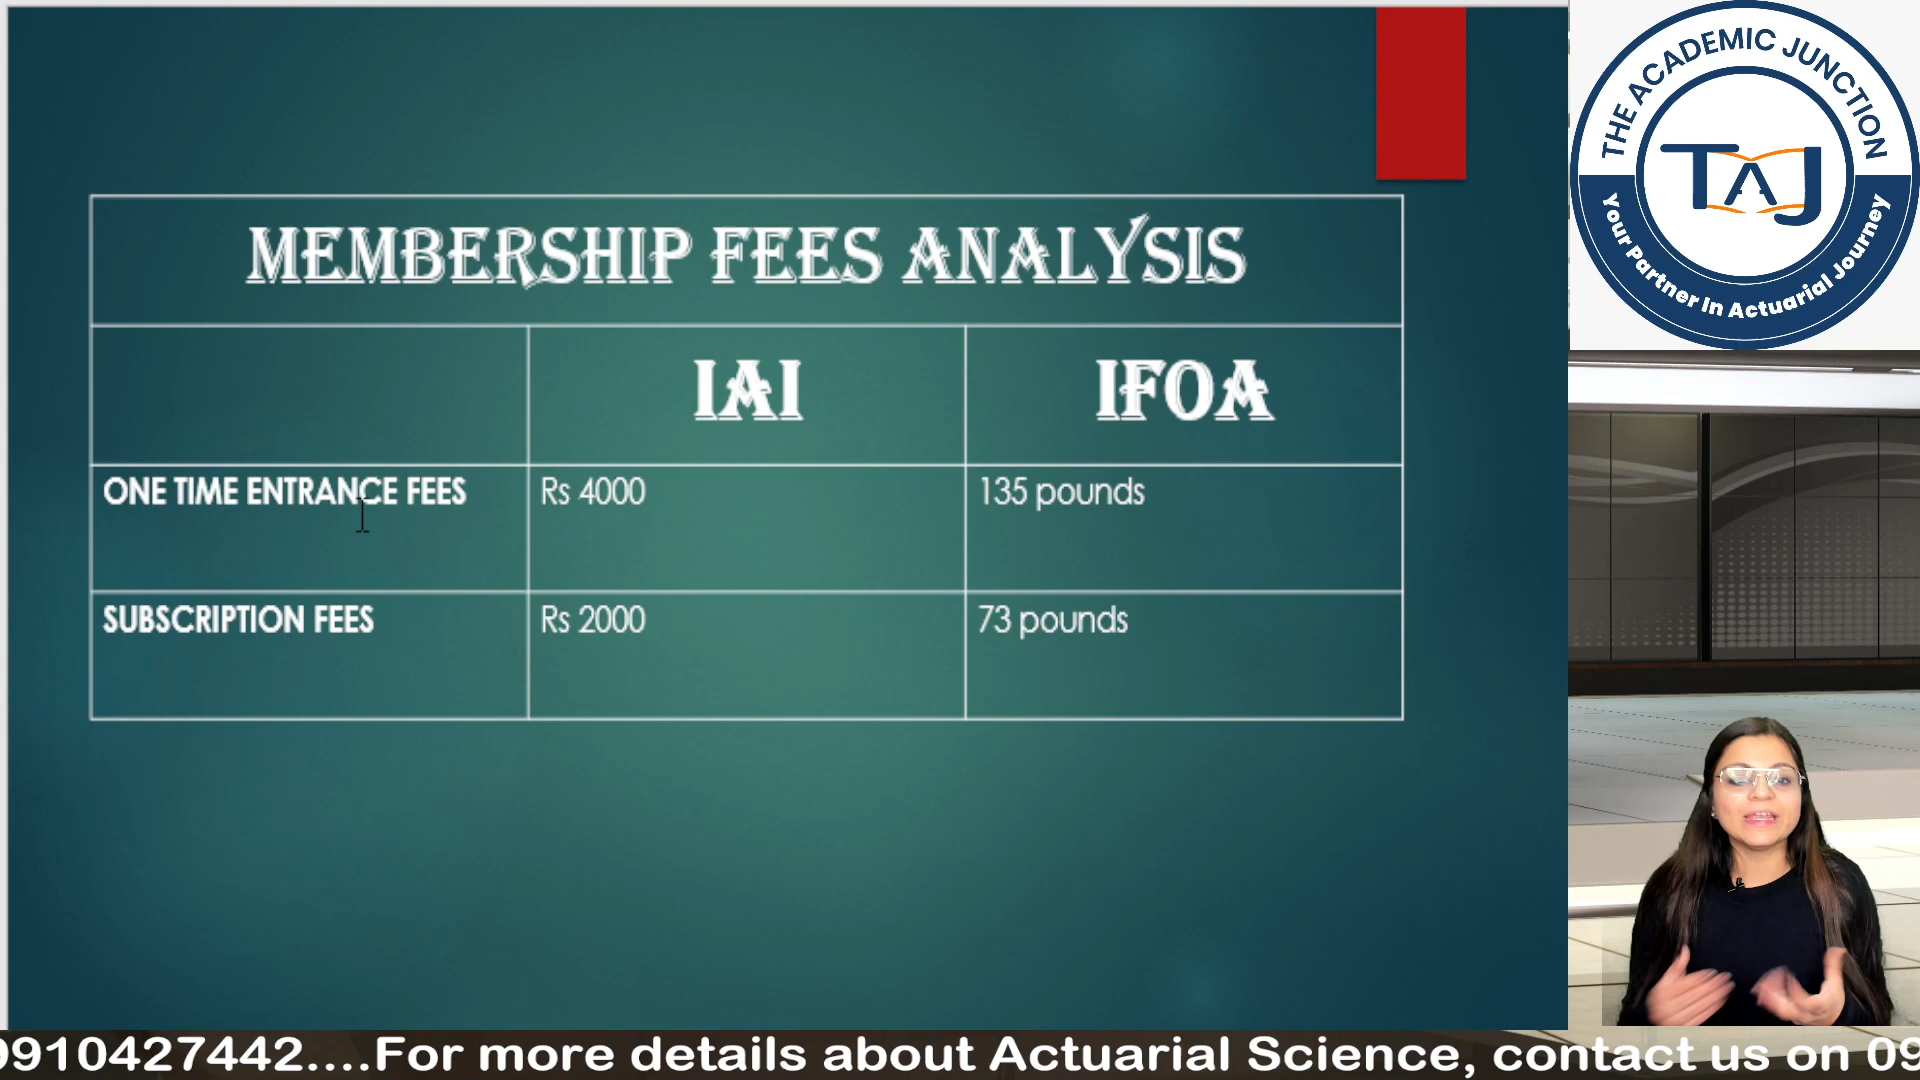 MEMBERSHIP FEES ANALYSIS
IAI IFOA
ONE TIME ENTRANCE FEES Rs 4000 135 pounds
SUBSCRIPTION FEES Rs 2000 73 pounds
THE ACADEMIC JUNCTION
TAJ
Your Partner In Actuarial Journey
9910427442....For more details about Actuarial Science, contact us on 09